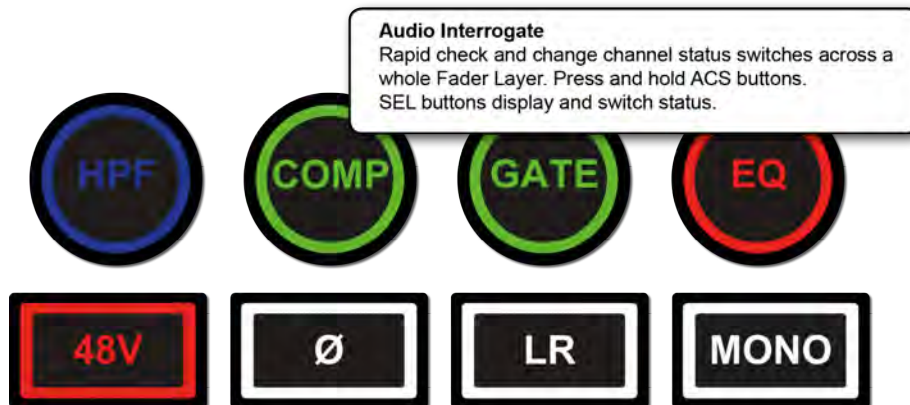 Audio Interrogate
Rapid check and change channel status switches across a
whole Fader Layer. Press and hold ACS buttons.
SEL buttons display and switch status.
HPF COMP GATE EQ
48V Ø LR MONO